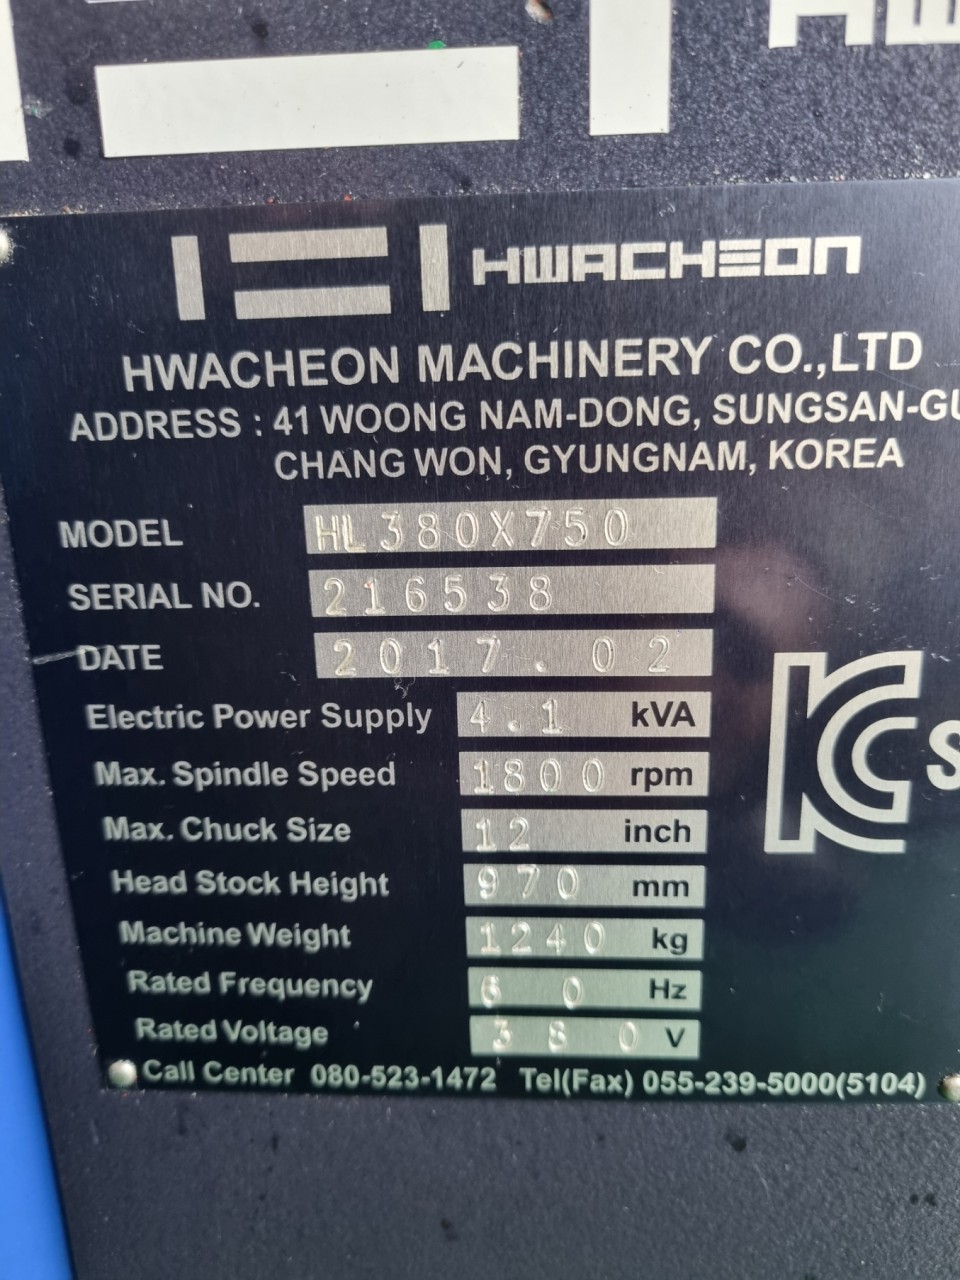 HWACHEON
HWACHEON MACHINERY CO.,LTD
ADDRESS : 41 WOONG NAM-DONG, SUNGSAN-GU
CHANG WON, GYUNGNAM, KOREA
MODEL HL380X750
SERIAL NO. 216538
DATE 2017.02
Electric Power Supply 4.1 kVA
Max. Spindle Speed 1800 rpm
Max. Chuck Size 12 inch
Head Stock Height 970 mm
Machine Weight 1240 kg
Rated Frequency 60 Hz
Rated Voltage 380 V
Call Center 080-523-1472 Tel(Fax) 055-239-5000(5104)
KC S